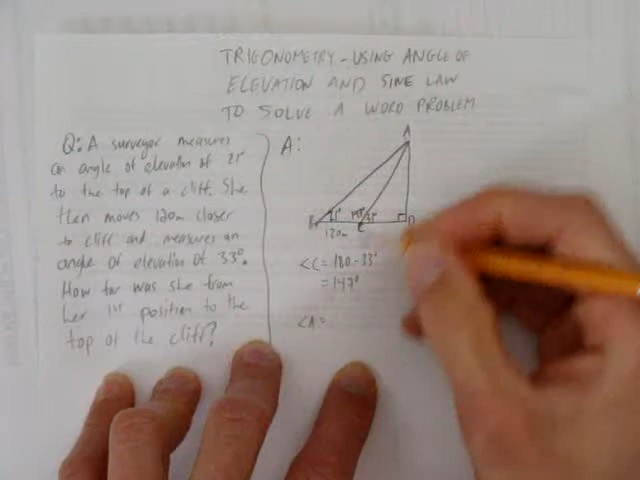 TRIGONOMETRY - USING ANGLE OF
ELEVATION AND SINE LAW
TO SOLVE A WORD PROBLEM
Q: A surveyor measures
an angle of elevation of 21°
to the top of a cliff. She
then moves 120m closer
to cliff and measures an
angle of elevation of 33°.
How far was she from
her 1st position to the
top of the cliff?
A:
A
B 21° 147° 33° D
C
120m
<C = 180 - 33°
= 147°
<A =